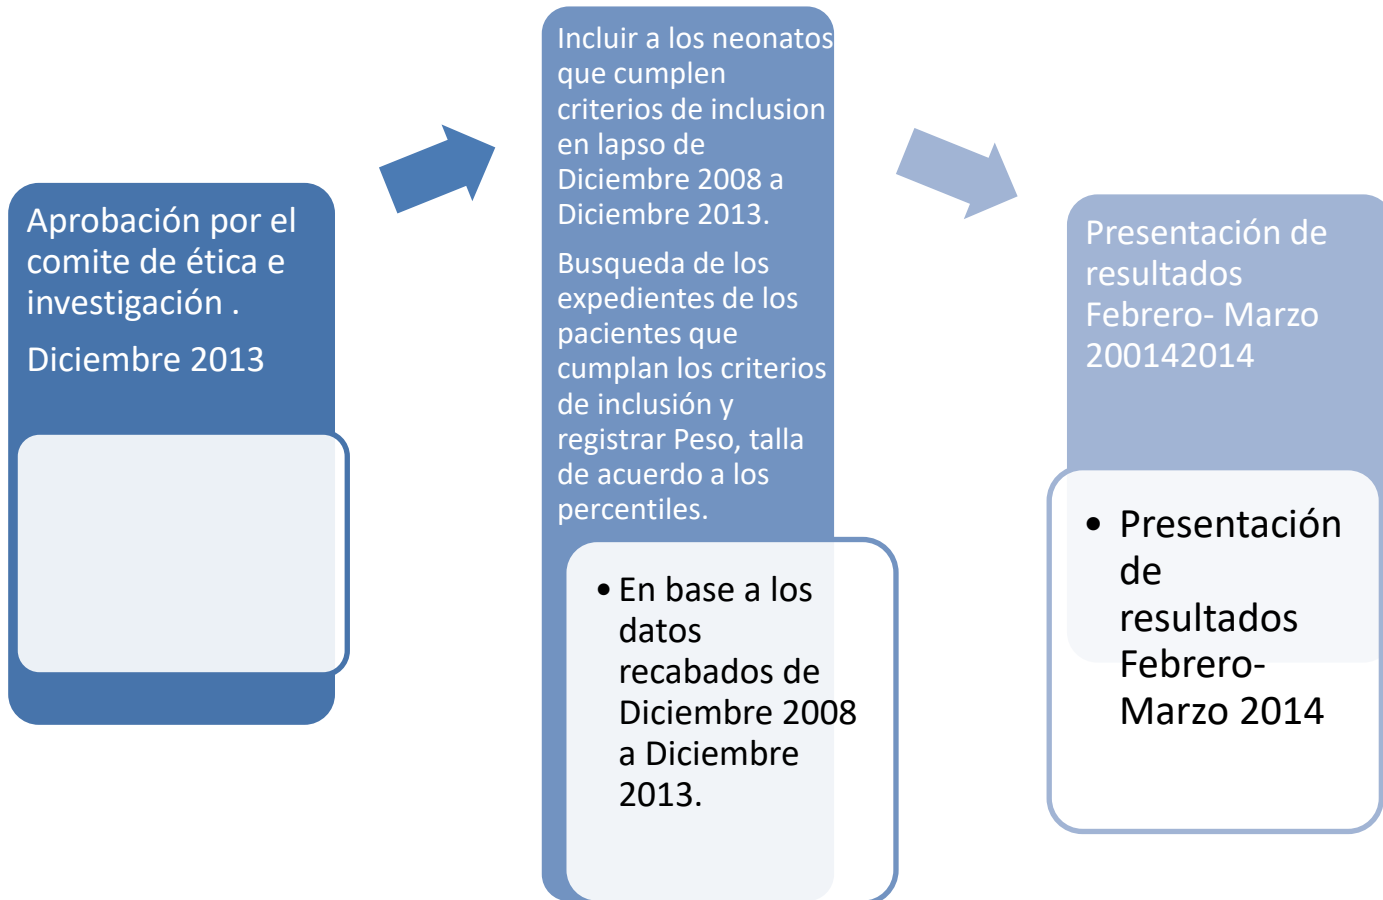 Aprobación por el
comite de ética e
investigación .
Diciembre 2013
Incluir a los neonatos
que cumplen
criterios de inclusion
en lapso de
Diciembre 2008 a
Diciembre 2013.
Busqueda de los
expedientes de los
pacientes que
cumplan los criterios
de inclusión y
registrar Peso, talla
de acuerdo a los
percentiles.
• En base a los
datos
recabados de
Diciembre 2008
a Diciembre
2013.
Presentación de
resultados
Febrero- Marzo
200142014
• Presentación
de
resultados
Febrero-
Marzo 2014